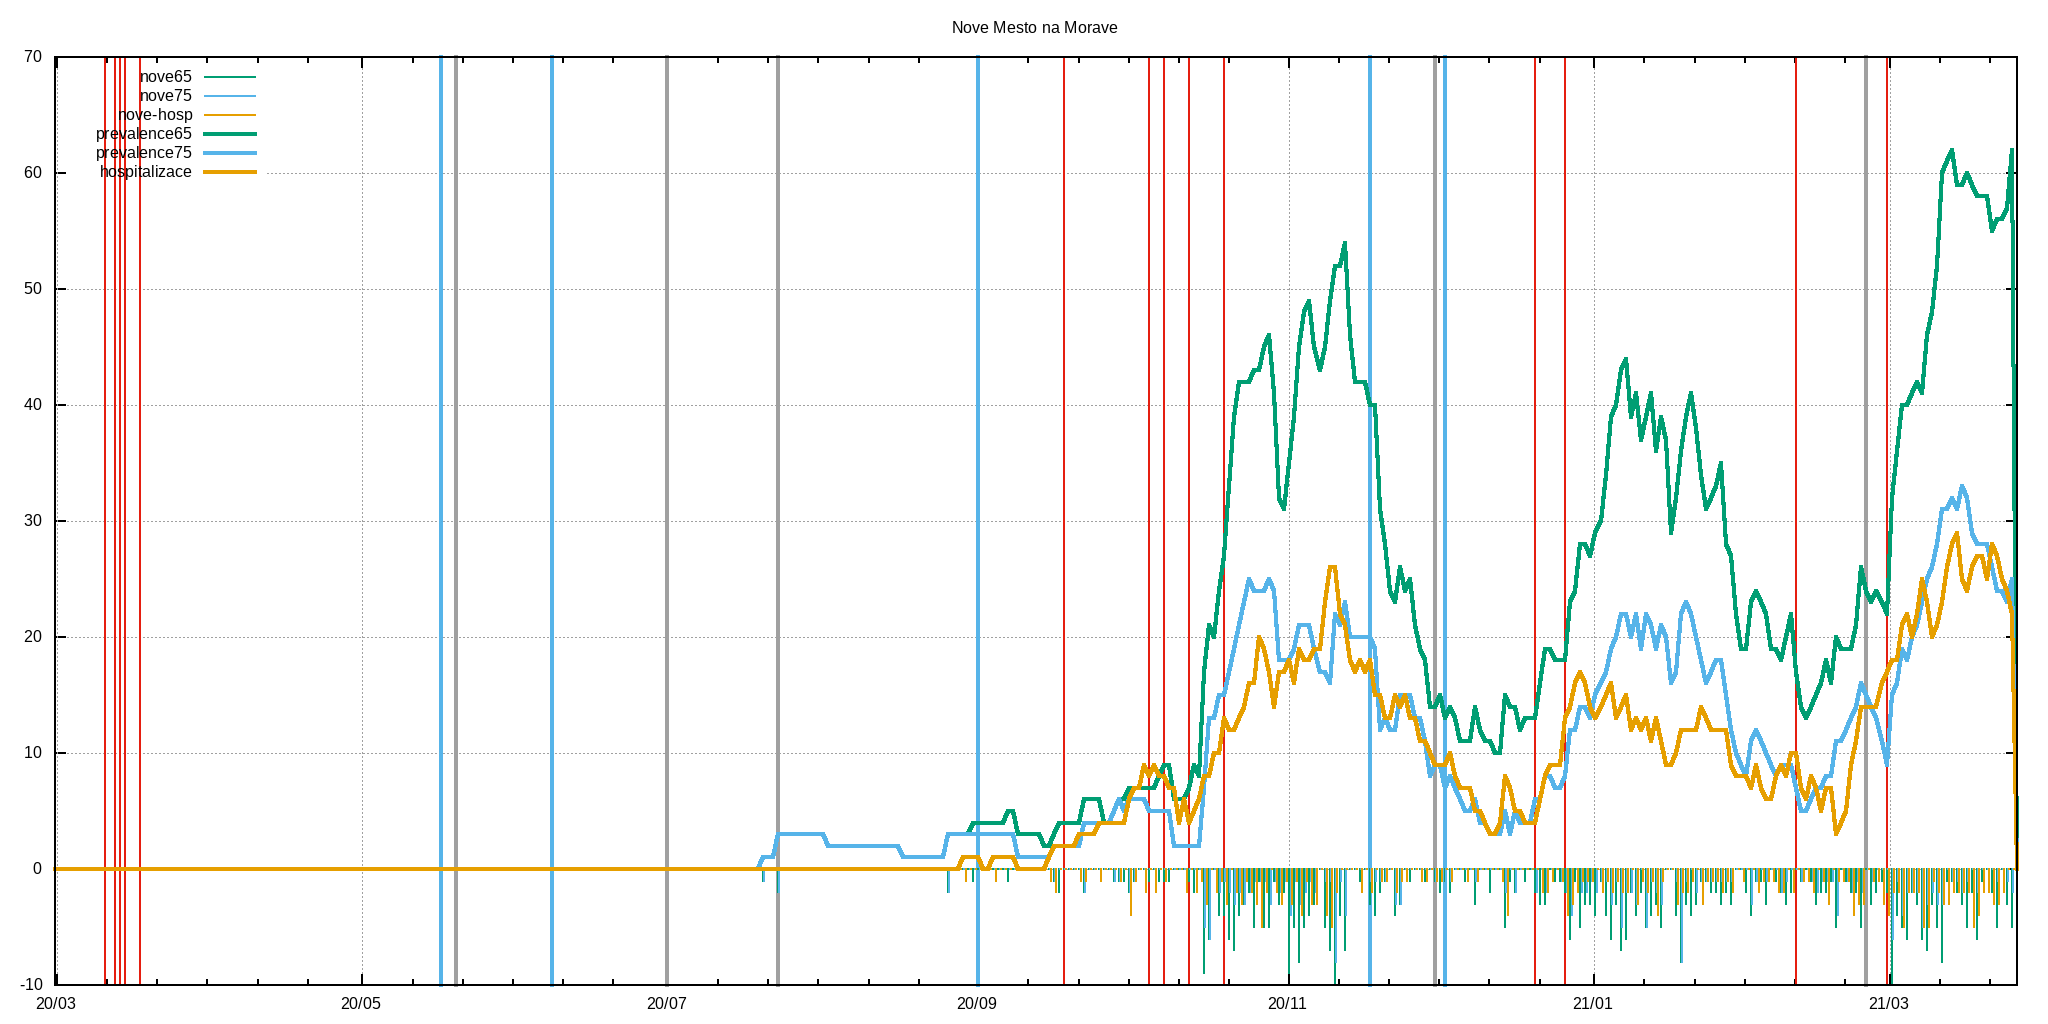 Nove Mesto na Morave
70
nove65
nove75
nove-hosp
prevalence65
prevalence75
hospitalizace
60
50
40
30
20
10
0
-10
20/03 20/05 20/07 20/09 20/11 21/01 21/03